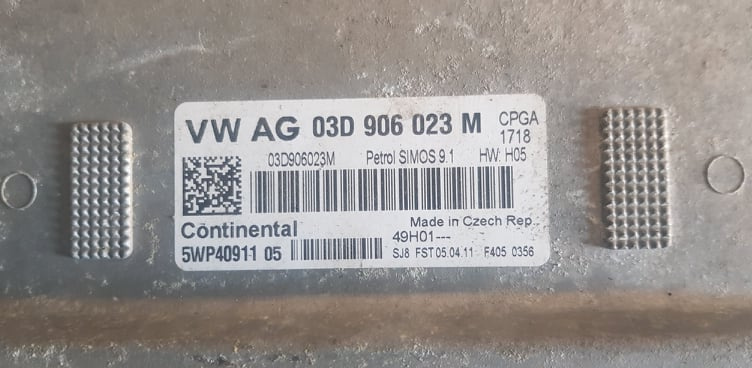 VW AG 03D 906 023 M CPGA
1718
03D906023M Petrol SIMOS 9.1 HW: H05
Continental Made in Czech Rep.
49H01---
5WP40911 05 SJ8 FST 05.04.11 F405 0356